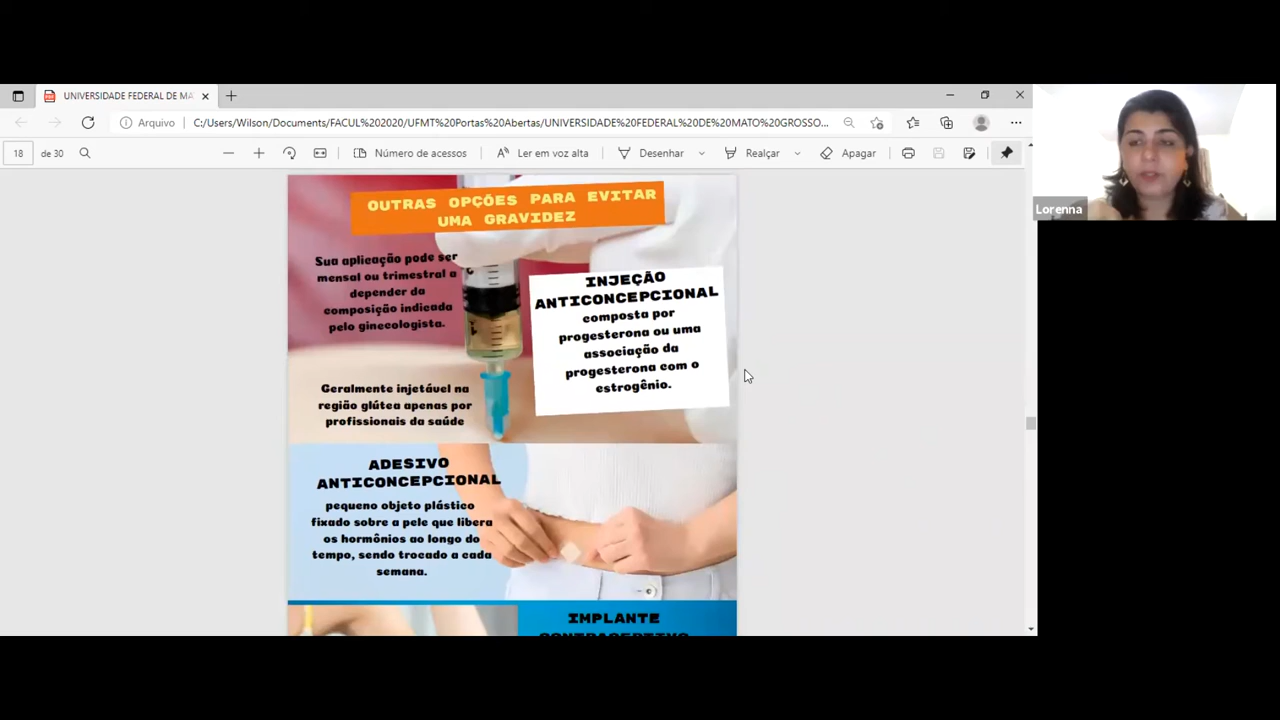 UNIVERSIDADE FEDERAL DE MA
Arquivo
C:/Users/Wilson/Documents/FACUL%202020/UFMT%20Portas%20Abertas/UNIVERSIDADE%20FEDERAL%20DE%20MATO%20GROSSO...
18 de 30
Número de acessos
Ler em voz alta
Desenhar
Realçar
Apagar
Lorenna
OUTRAS OPÇÕES PARA EVITAR
UMA GRAVIDEZ
Sua aplicação pode ser
mensal ou trimestral a
depender da
composição indicada
pelo ginecologista.
Geralmente injetável na
região glútea apenas por
profissionais da saúde
INJEÇÃO
ANTICONCEPCIONAL
composta por
progesterona ou uma
associação da
progesterona com o
estrogênio.
ADESIVO
ANTICONCEPCIONAL
pequeno objeto plástico
fixado sobre a pele que libera
os hormônios ao longo do
tempo, sendo trocado a cada
semana.
IMPLANTE
CONTRACEPTIVO